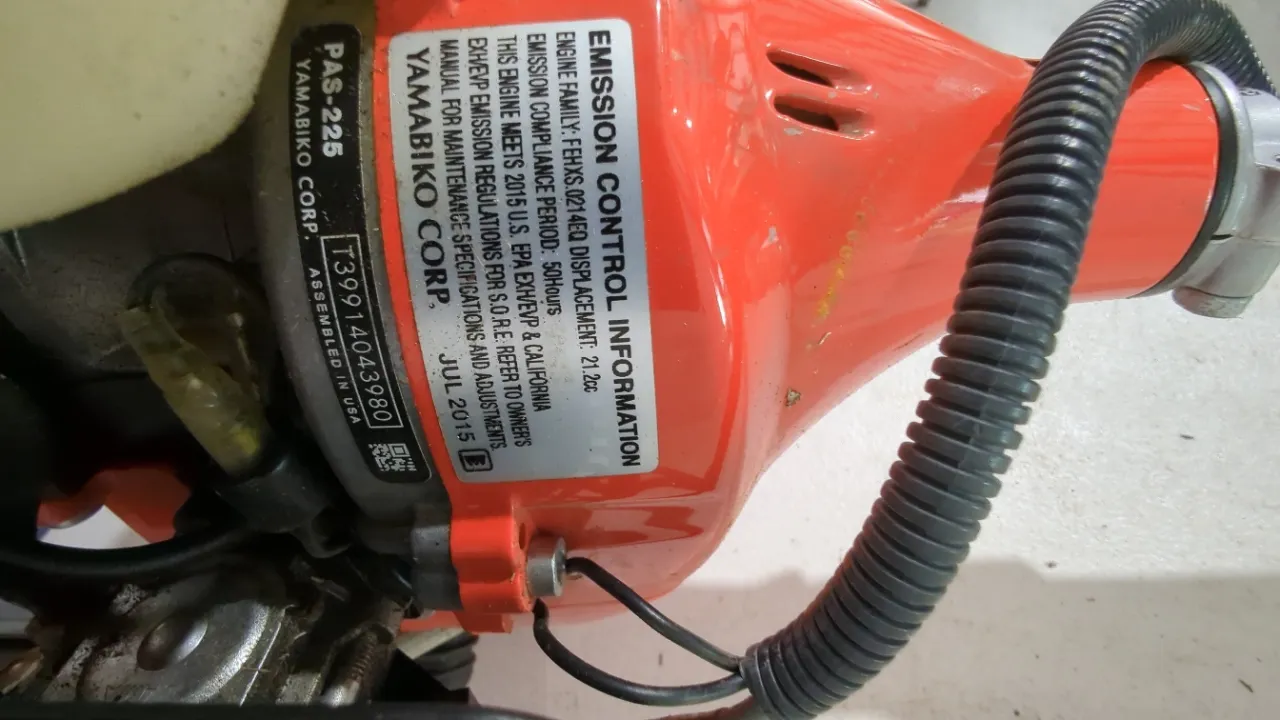 EMISSION CONTROL INFORMATION
ENGINE FAMILY: FEHXS.0214EQ DISPLACEMENT: 21.2cc
EMISSION COMPLIANCE PERIOD: 50Hours
THIS ENGINE MEETS 2015 U.S. EPA EXH/EVP & CALIFORNIA
EXH/EVP EMISSION REGULATIONS FOR S.O.R.E. REFER TO OWNER'S
MANUAL FOR MAINTENANCE SPECIFICATIONS AND ADJUSTMENTS.
YAMABIKO CORP. JUL 2015 E
PAS-225
YAMABIKO CORP. T39914043980
ASSEMBLED IN USA